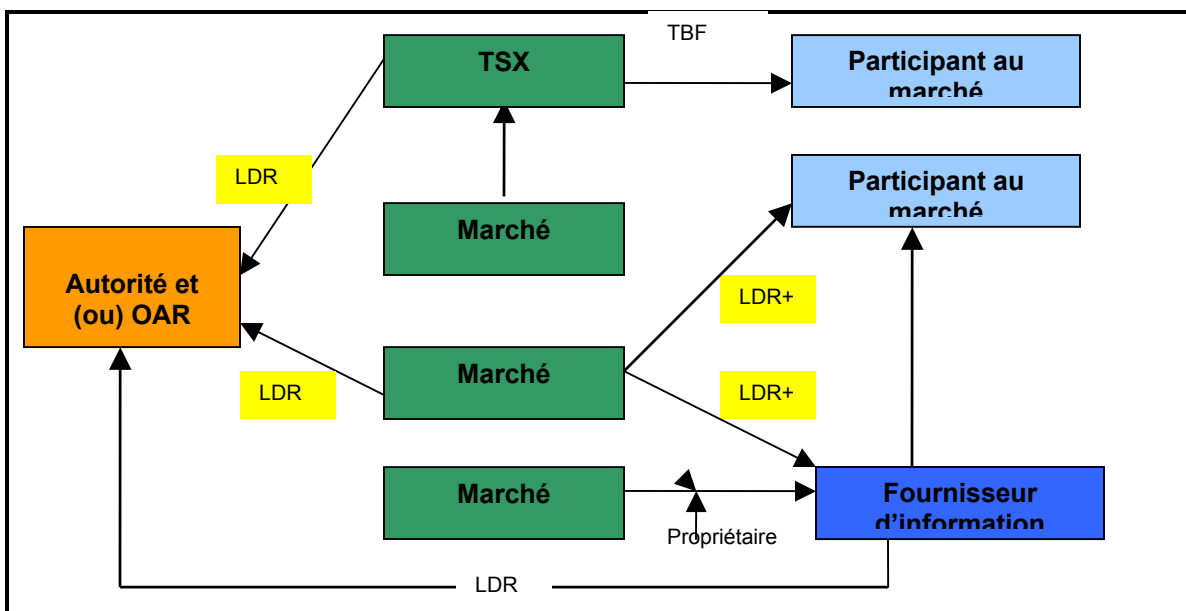 TBF
TSX
Participant au
marché
LDR
Participant au
marché
Marché
Autorité et
(ou) OAR
LDR+
Marché
LDR
LDR+
Marché
Fournisseur
d’information
Propriétaire
LDR